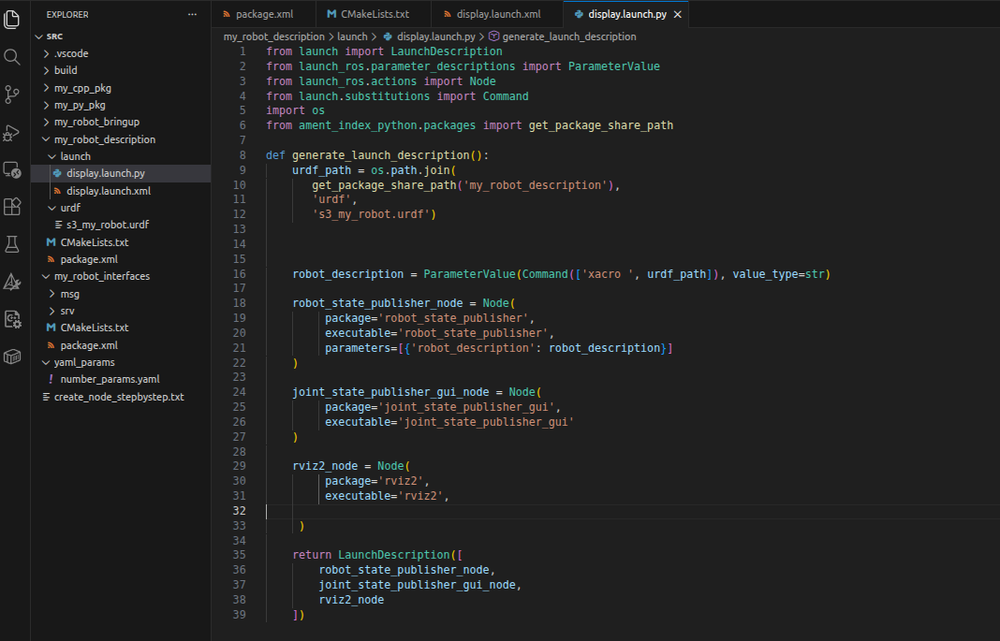 EXPLORER ...
SRC
.vscode
build
my_cpp_pkg
my_py_pkg
my_robot_bringup
my_robot_description
launch
display.launch.py
display.launch.xml
urdf
s3_my_robot.urdf
CMakeLists.txt
package.xml
my_robot_interfaces
msg
srv
CMakeLists.txt
package.xml
yaml_params
! number_params.yaml
create_node_stepbystep.txt
package.xml M CMakeLists.txt display.launch.xml display.launch.py ×
my_robot_description > launch > display.launch.py > generate_launch_description
1 from launch import LaunchDescription
2 from launch_ros.parameter_descriptions import ParameterValue
3 from launch_ros.actions import Node
4 from launch.substitutions import Command
5 import os
6 from ament_index_python.packages import get_package_share_path
7
8 def generate_launch_description():
9     urdf_path = os.path.join(
10        get_package_share_path('my_robot_description'),
11        'urdf',
12        's3_my_robot.urdf')
13
14
15
16     robot_description = ParameterValue(Command(['xacro ', urdf_path]), value_type=str)
17
18     robot_state_publisher_node = Node(
19          package='robot_state_publisher',
20          executable='robot_state_publisher',
21          parameters=[{'robot_description': robot_description}]
22     )
23
24     joint_state_publisher_gui_node = Node(
25          package='joint_state_publisher_gui',
26          executable='joint_state_publisher_gui'
27     )
28
29     rviz2_node = Node(
30          package='rviz2',
31          executable='rviz2',
32
33      )
34
35     return LaunchDescription([
36         robot_state_publisher_node,
37         joint_state_publisher_gui_node,
38         rviz2_node
39     ])